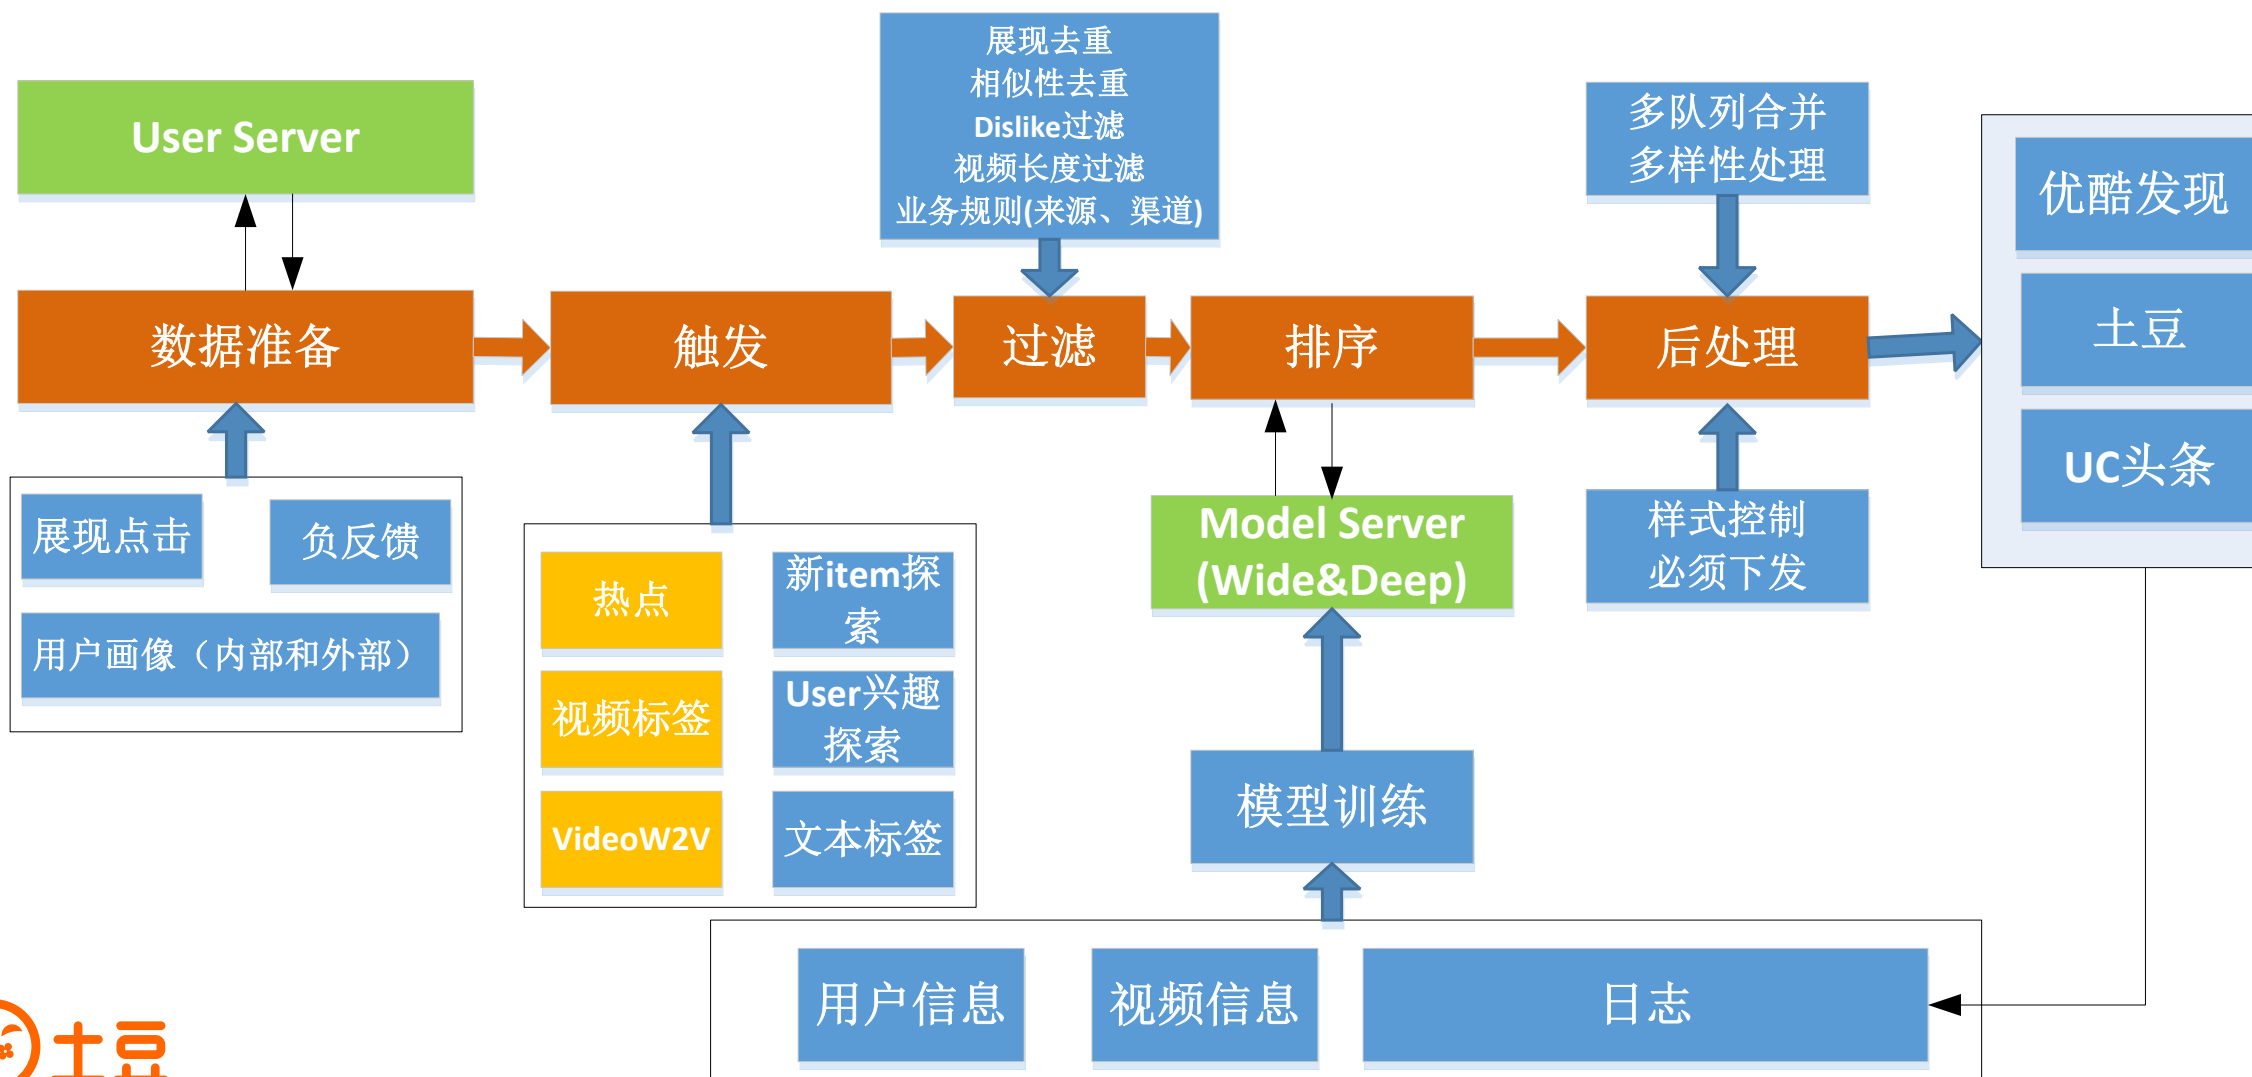 展现去重
相似性去重
Dislike过滤
视频长度过滤
业务规则(来源、渠道)
User Server
多队列合并
多样性处理
优酷发现
土豆
UC头条
数据准备
触发
过滤
排序
后处理
展现点击
负反馈
用户画像（内部和外部）
热点
新item探
索
视频标签
User兴趣
探索
VideoW2V
文本标签
Model Server
(Wide&Deep)
样式控制
必须下发
模型训练
用户信息
视频信息
日志
土豆